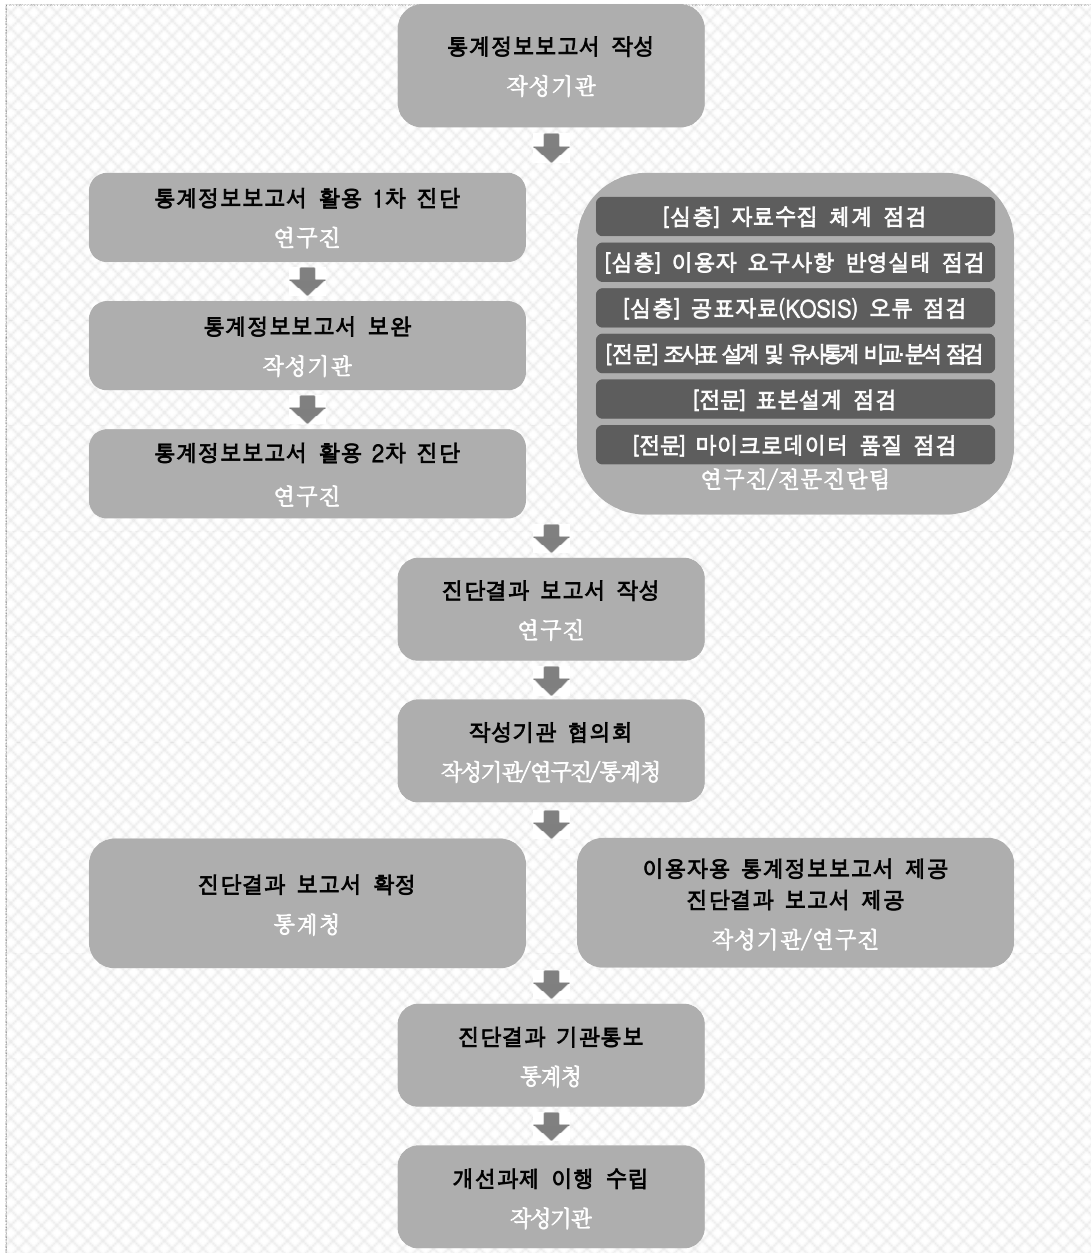 통계정보보고서 작성
작성기관
통계정보보고서 활용 1차 진단
연구진
통계정보보고서 보완
작성기관
통계정보보고서 활용 2차 진단
연구진
[심층] 자료수집 체계 점검
[심층] 이용자 요구사항 반영실태 점검
[심층] 공표자료(KOSIS) 오류 점검
[전문] 조사표 설계 및 유사통계 비교·분석 점검
[전문] 표본설계 점검
[전문] 마이크로데이터 품질 점검
연구진/전문진단팀
진단결과 보고서 작성
연구진
작성기관 협의회
작성기관/연구진/통계청
진단결과 보고서 확정
통계청
이용자용 통계정보보고서 제공
진단결과 보고서 제공
작성기관/연구진
진단결과 기관통보
통계청
개선과제 이행 수립
작성기관